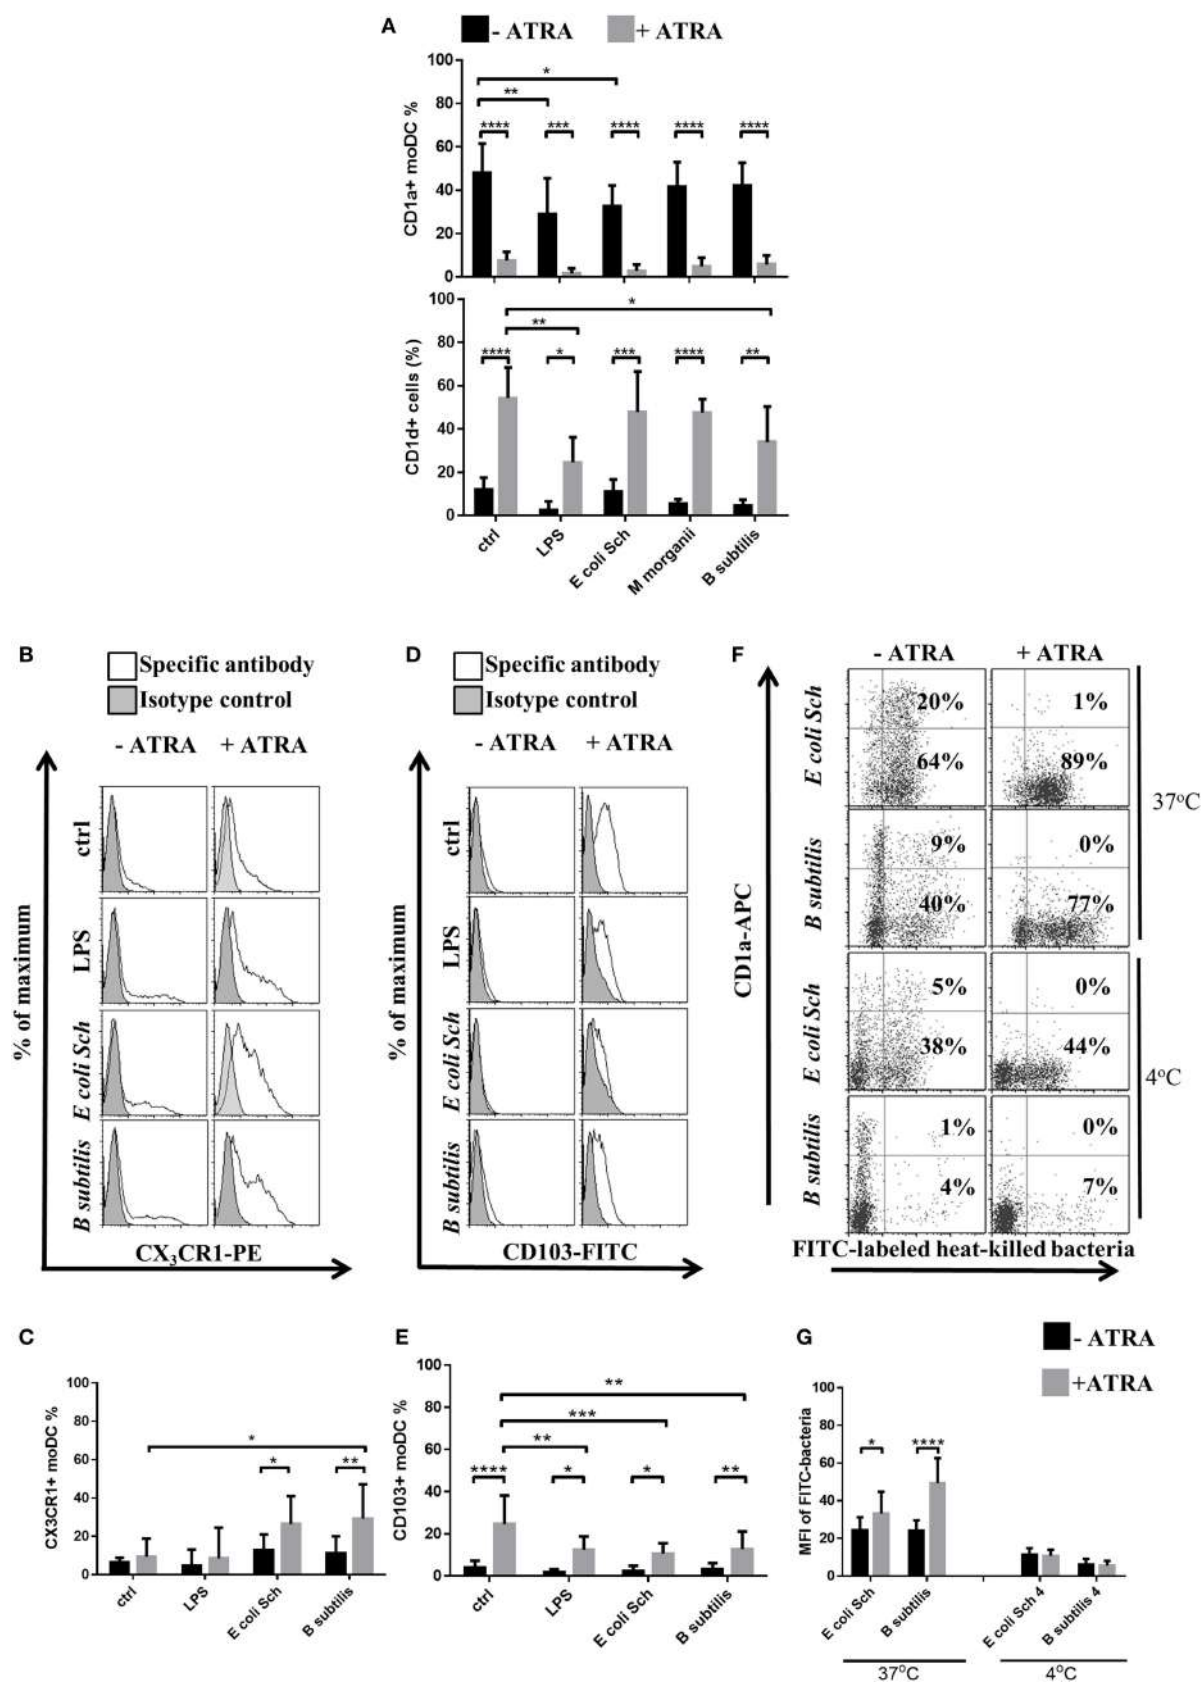 A
- ATRA + ATRA
CD1a+ moDC %
100
80
60
40
20
0
*
**
**** *** **** **** ****
CD1d+ cells (%)
100
80
60
40
20
0
*
**
**** * *** **** **
ctrl
LPS
E coli Sch
M morganii
B subtilis
B
Specific antibody
Isotype control
- ATRA + ATRA
% of maximum
ctrl
LPS
E coli Sch
B subtilis
CX3CR1-PE
D
Specific antibody
Isotype control
- ATRA + ATRA
% of maximum
ctrl
LPS
E coli Sch
B subtilis
CD103-FITC
F
- ATRA + ATRA
CD1a-APC
E coli Sch
20% 1%
64% 89%
B subtilis
9% 0%
40% 77%
37°C
E coli Sch
5% 0%
38% 44%
B subtilis
1% 0%
4% 7%
4°C
FITC-labeled heat-killed bacteria
C
CX3CR1+ moDC %
100
80
60
40
20
0
*
* **
ctrl
LPS
E coli Sch
B subtilis
E
CD103+ moDC %
100
80
60
40
20
0
**
***
**
**** * * **
ctrl
LPS
E coli Sch
B subtilis
G
- ATRA
+ATRA
MFI of FITC-bacteria
100
80
60
40
20
0
* ****
E coli Sch
B subtilis
E coli Sch 4
B subtilis 4
37°C 4°C